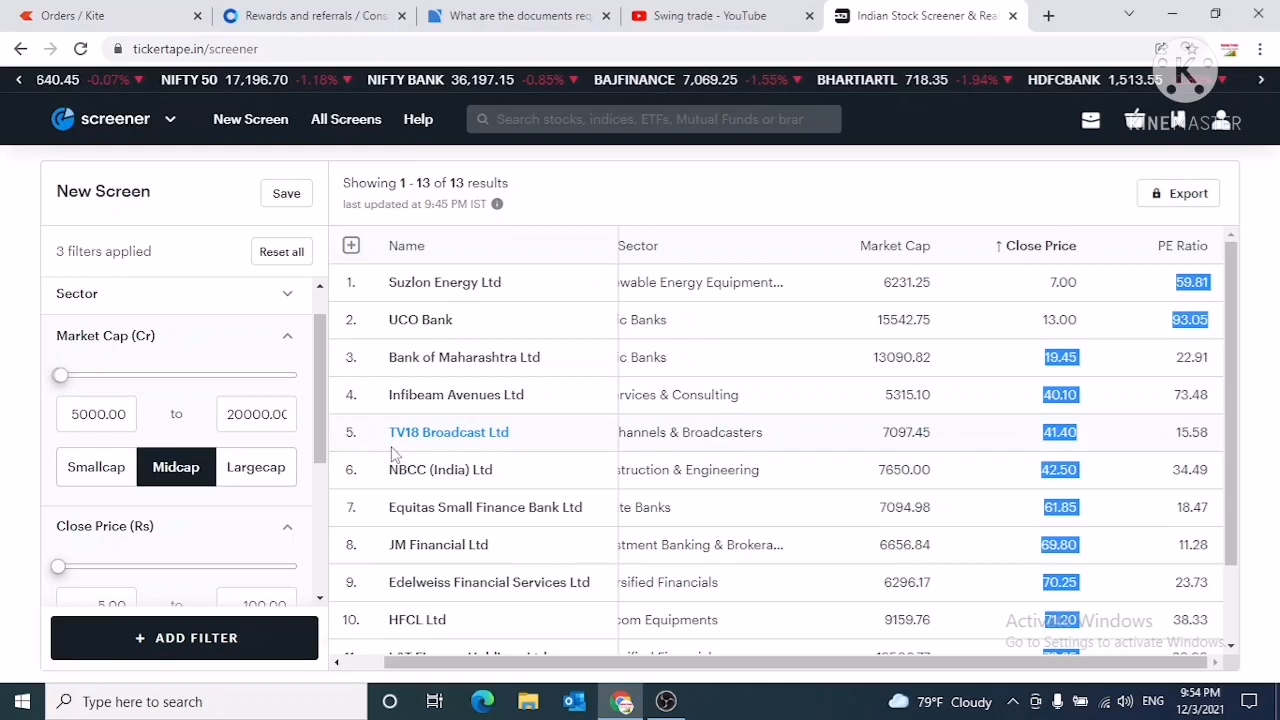 Orders / Kite
Rewards and referrals / Cons
What are the documents req
Swing trade - YouTube
Indian Stock Screener & Rea
tickertape.in/screener
640.45 -0.07% NIFTY 50 17,196.70 -1.18% NIFTY BANK 36,197.15 -0.85% BAJFINANCE 7,069.25 -1.55% BHARTIARTL 718.35 -1.94% HDFCBANK 1,513.55
screener New Screen All Screens Help Search stocks, indices, ETFs, Mutual Funds or brar
K
KINEMASTER
New Screen Save
Showing 1 - 13 of 13 results
last updated at 9:45 PM IST
Export
3 filters applied Reset all
Name Sector Market Cap ↑ Close Price PE Ratio
Sector
Market Cap (Cr)
5000.00 to 20000.00
Smallcap Midcap Largecap
Close Price (Rs)
5.00 to 100.00
+ ADD FILTER
1. Suzlon Energy Ltd ewable Energy Equipment... 6231.25 7.00 59.81
2. UCO Bank ic Banks 15542.75 13.00 93.05
3. Bank of Maharashtra Ltd ic Banks 13090.82 19.45 22.91
4. Infibeam Avenues Ltd rvices & Consulting 5315.10 40.10 73.48
5. TV18 Broadcast Ltd hannels & Broadcasters 7097.45 41.40 15.58
6. NBCC (India) Ltd struction & Engineering 7650.00 42.50 34.49
7. Equitas Small Finance Bank Ltd te Banks 7094.98 61.85 18.47
8. JM Financial Ltd stment Banking & Brokera... 6656.84 69.80 11.28
9. Edelweiss Financial Services Ltd rsified Financials 6296.17 70.25 23.73
10. HFCL Ltd com Equipments 9159.76 71.20 38.33
Activate Windows
Go to Settings to activate Windows.
Type here to search
79°F Cloudy
ENG
9:54 PM
12/3/2021